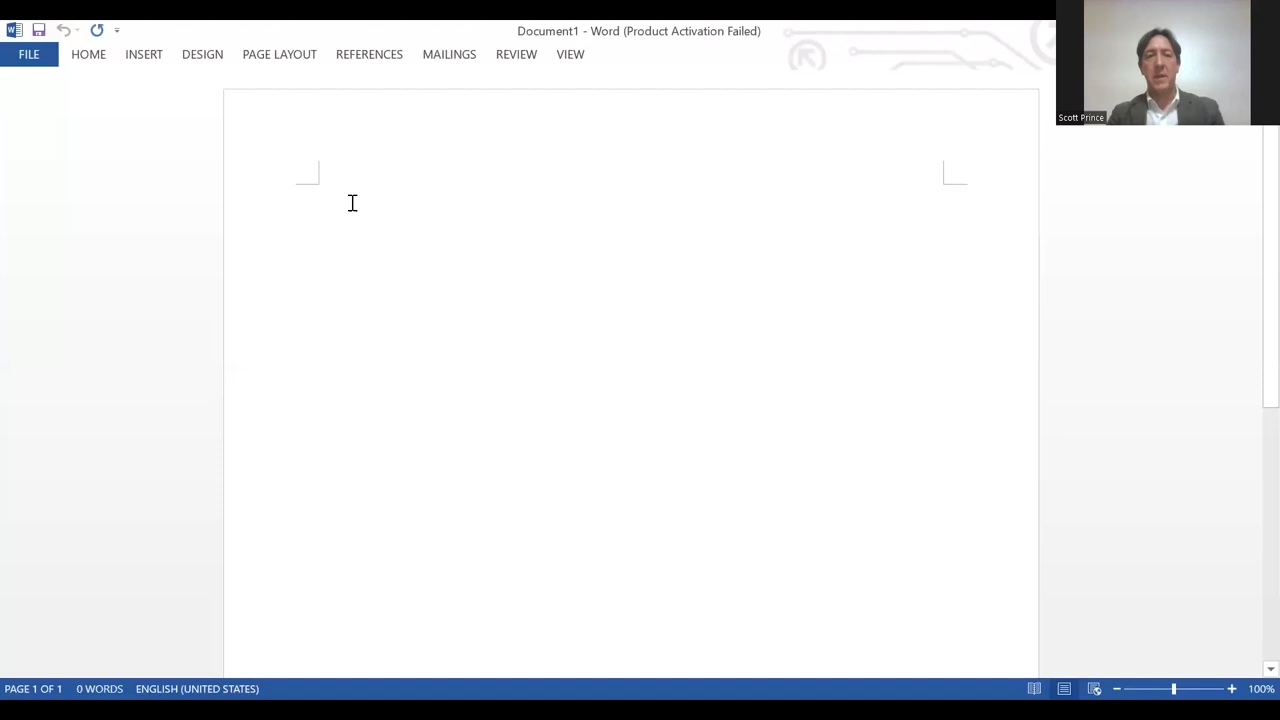 Document1 - Word (Product Activation Failed)
FILE HOME INSERT DESIGN PAGE LAYOUT REFERENCES MAILINGS REVIEW VIEW
Scott Prince
PAGE 1 OF 1 0 WORDS ENGLISH (UNITED STATES) 100%